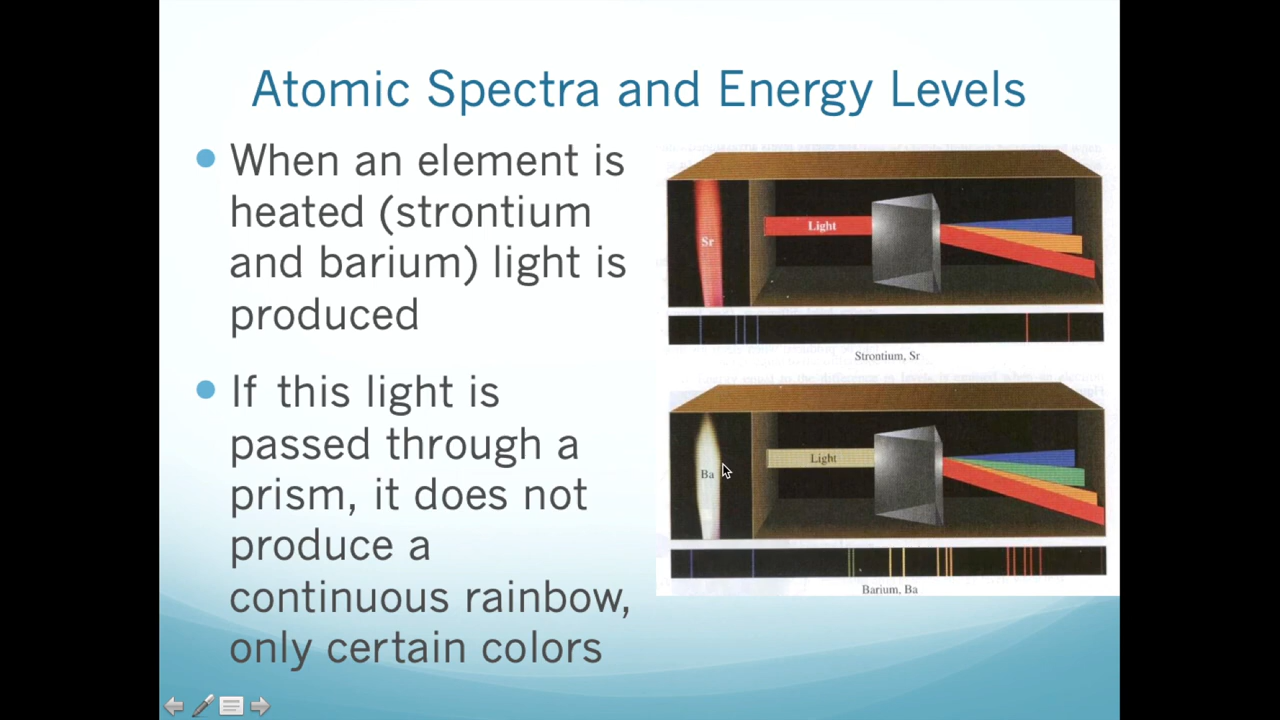 Atomic Spectra and Energy Levels
When an element is
heated (strontium
and barium) light is
produced
If this light is
passed through a
prism, it does not
produce a
continuous rainbow,
only certain colors
Sr
Light
Strontium, Sr
Ba
Light
Barium, Ba